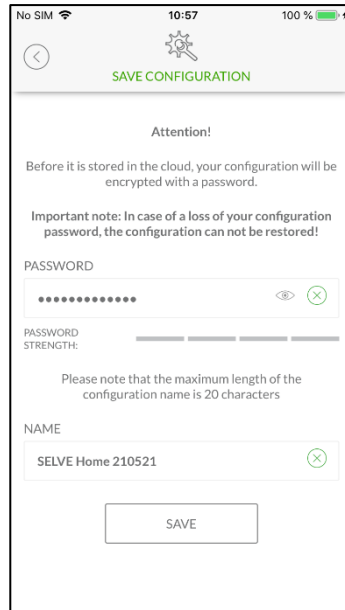 No SIM 10:57 100 %
SAVE CONFIGURATION
Attention!
Before it is stored in the cloud, your configuration will be
encrypted with a password.
Important note: In case of a loss of your configuration
password, the configuration can not be restored!
PASSWORD
•••••••••••••
PASSWORD
STRENGTH:
Please note that the maximum length of the
configuration name is 20 characters
NAME
SELVE Home 210521
SAVE